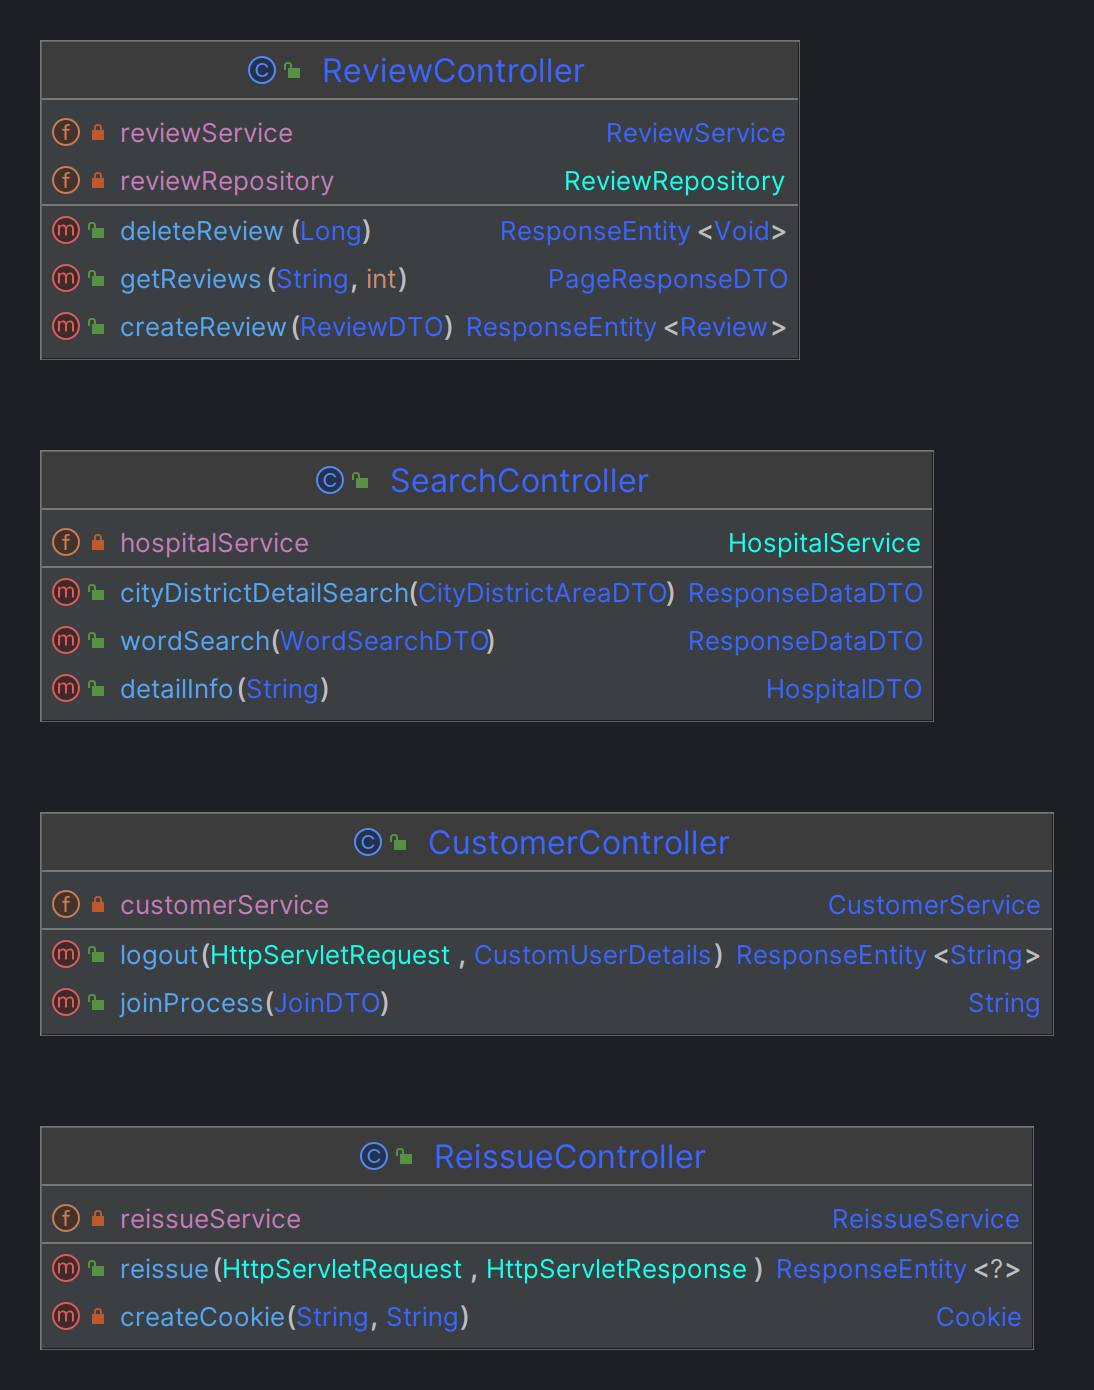 ReviewController
reviewService ReviewService
reviewRepository ReviewRepository
deleteReview (Long) ResponseEntity <Void>
getReviews (String, int) PageResponseDTO
createReview (ReviewDTO) ResponseEntity <Review>
SearchController
hospitalService HospitalService
cityDistrictDetailSearch(CityDistrictAreaDTO) ResponseDataDTO
wordSearch(WordSearchDTO) ResponseDataDTO
detailInfo (String) HospitalDTO
CustomerController
customerService CustomerService
logout (HttpServletRequest , CustomUserDetails) ResponseEntity <String>
joinProcess(JoinDTO) String
ReissueController
reissueService ReissueService
reissue (HttpServletRequest , HttpServletResponse ) ResponseEntity <?>
createCookie (String, String) Cookie